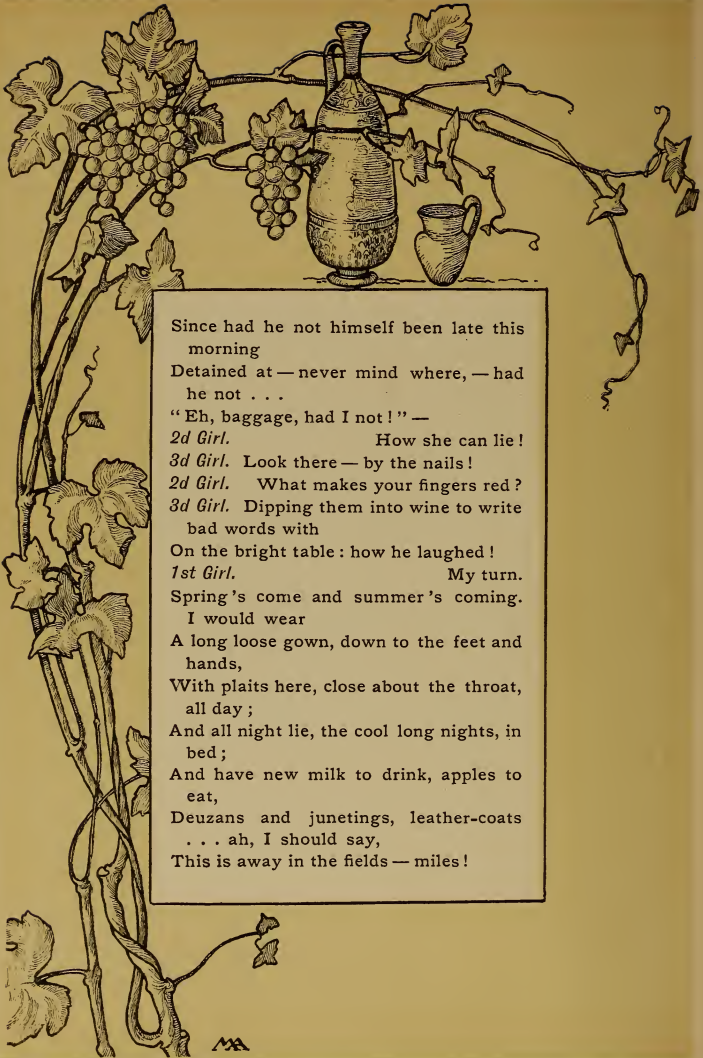 Since had he not himself been late this
morning
Detained at — never mind where, — had
he not . . .
“ Eh, baggage, had I not ! ” —
2d Girl. How she can lie !
3d Girl. Look there — by the nails !
2d Girl. What makes your fingers red ?
3d Girl. Dipping them into wine to write
bad words with
On the bright table : how he laughed !
1st Girl. My turn.
Spring’s come and summer’s coming.
I would wear
A long loose gown, down to the feet and
hands,
With plaits here, close about the throat,
all day ;
And all night lie, the cool long nights, in
bed ;
And have new milk to drink, apples to
eat,
Deuzans and junetings, leather-coats
. . . ah, I should say,
This is away in the fields — miles !